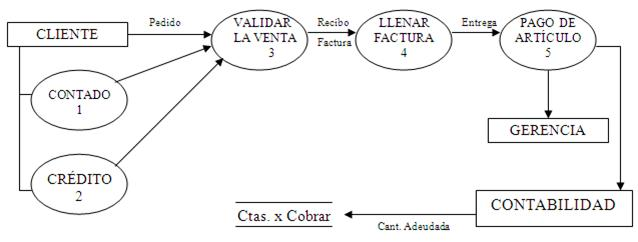 CLIENTE
Pedido
VALIDAR
LA VENTA
3
Recibo
Factura
LLENAR
FACTURA
4
Entrega
PAGO DE
ARTÍCULO
5
CONTADO
1
CRÉDITO
2
GERENCIA
CONTABILIDAD
Cant. Adeudada
Ctas. x Cobrar